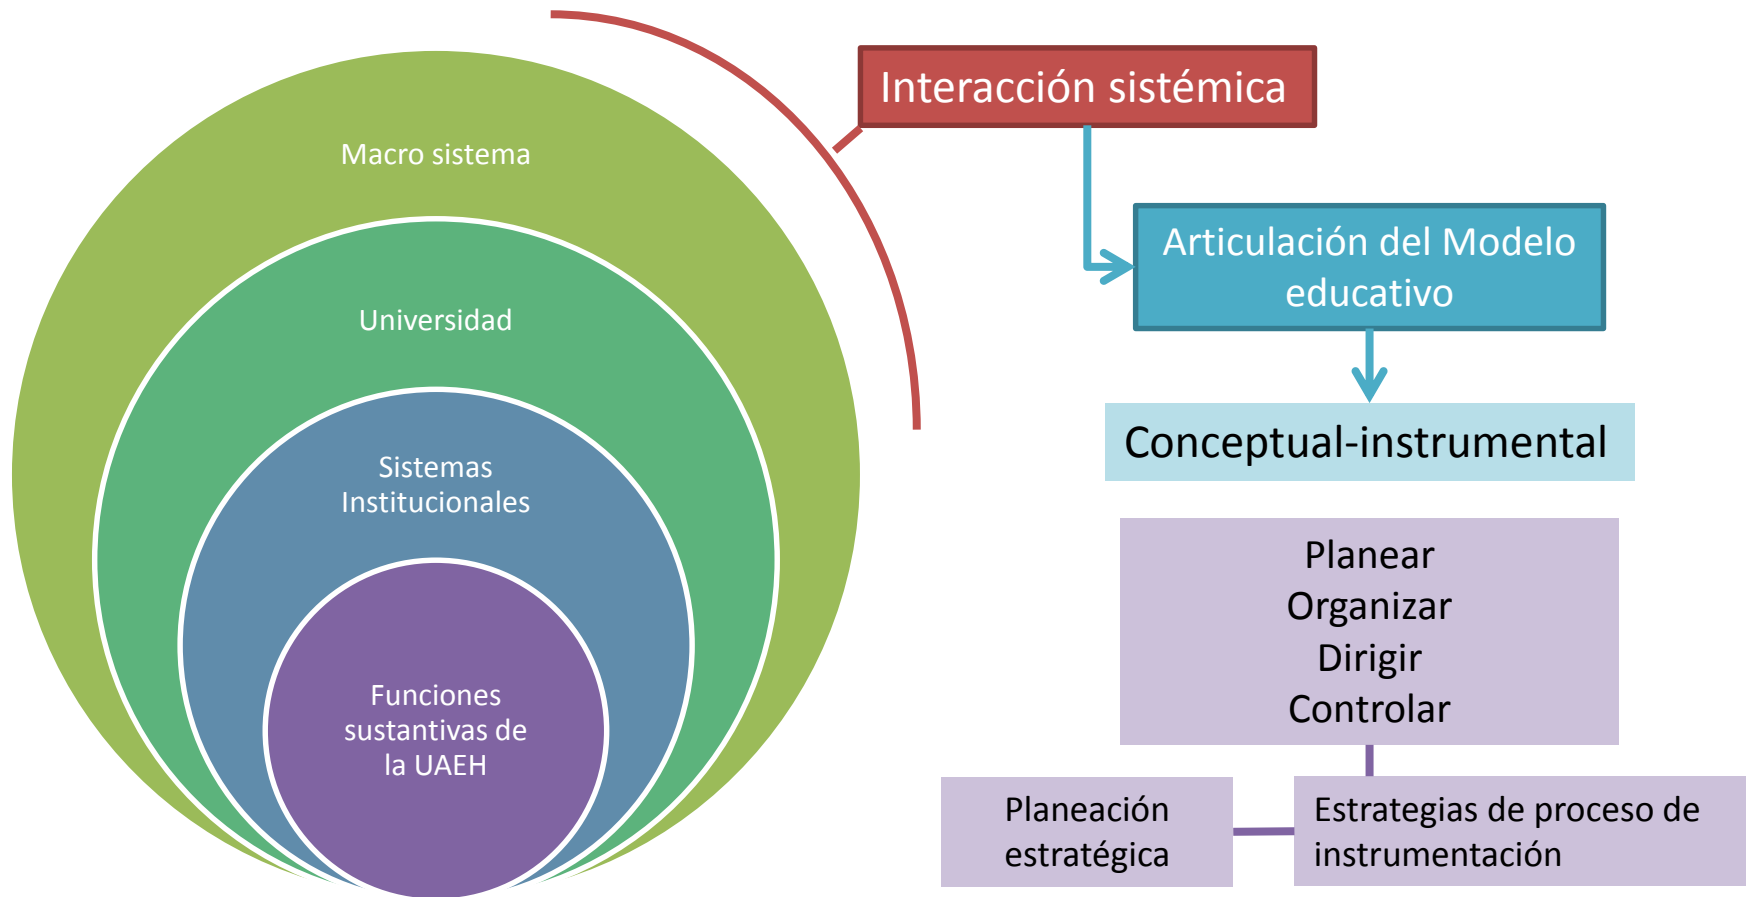 Macro sistema
Universidad
Sistemas
Institucionales
Funciones
sustantivas de
la UAEH
Interacción sistémica
Articulación del Modelo
educativo
Conceptual-instrumental
Planear
Organizar
Dirigir
Controlar
Planeación
estratégica
Estrategias de proceso de
instrumentación